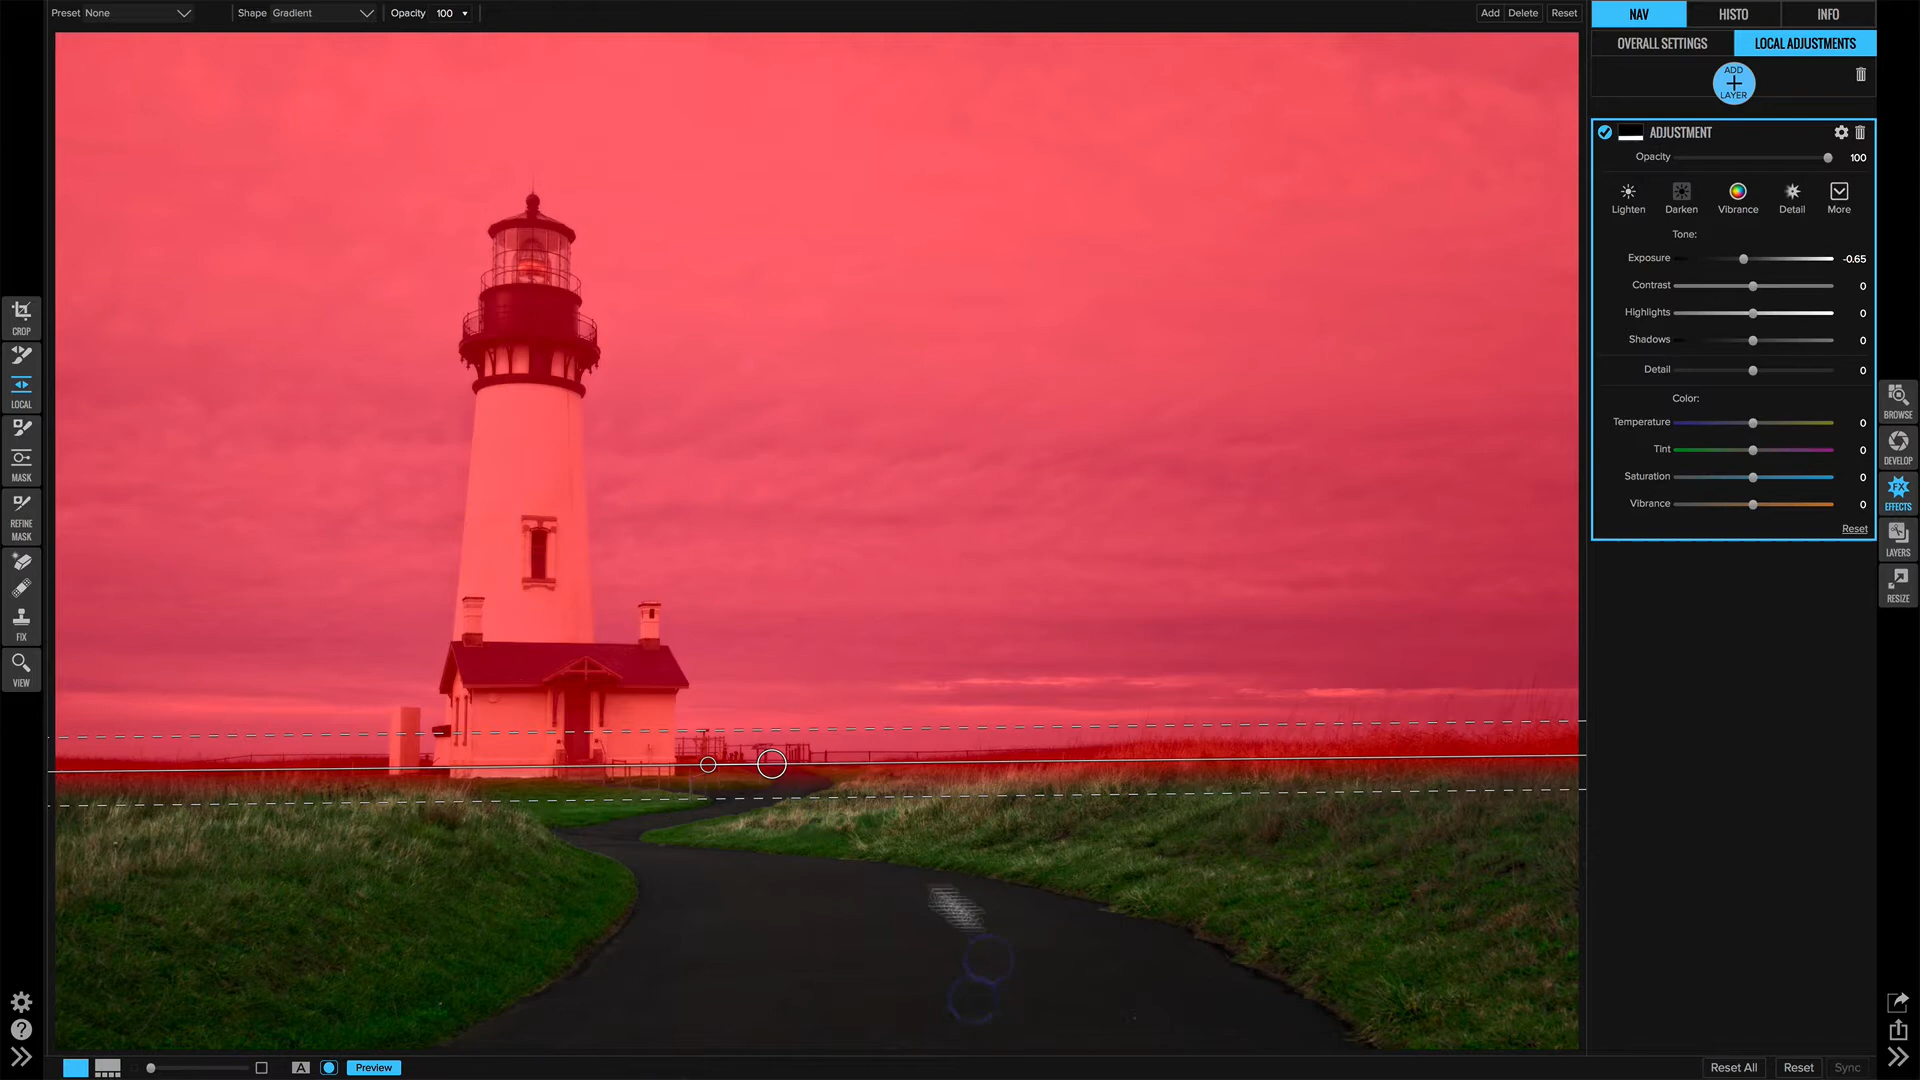 Preset None Shape Gradient Opacity 100 Add Delete Reset
NAV HISTO INFO
OVERALL SETTINGS LOCAL ADJUSTMENTS
ADD
LAYER
ADJUSTMENT
Opacity 100
Lighten Darken Vibrance Detail More
Tone:
Exposure -0.65
Contrast 0
Highlights 0
Shadows 0
Detail 0
Color:
Temperature 0
Tint 0
Saturation 0
Vibrance 0
Reset
CROP
LOCAL
MASK
REFINE
MASK
FIX
VIEW
BROWSE
DEVELOP
FX
EFFECTS
LAYERS
RESIZE
?
A Preview Reset All Reset Sync